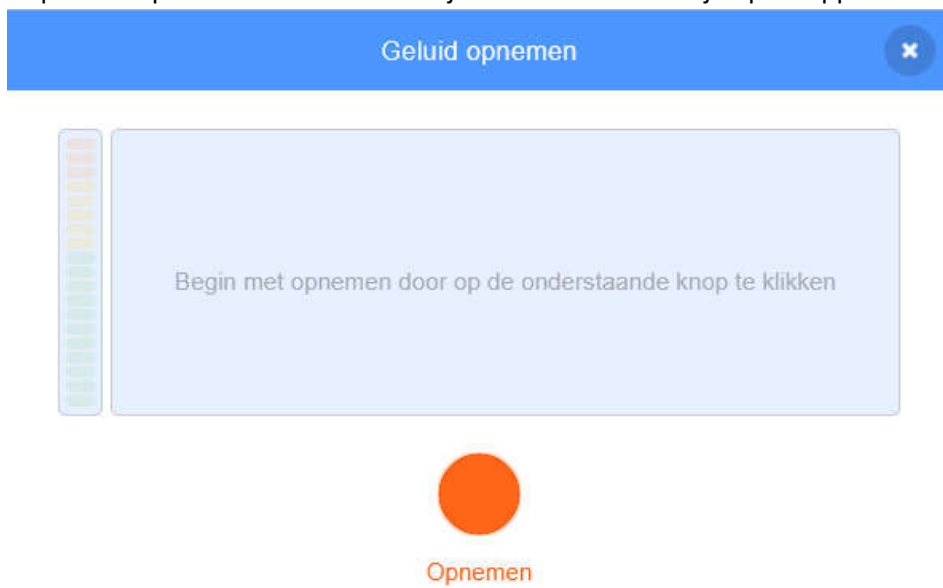 Geluid opnemen
Begin met opnemen door op de onderstaande knop te klikken
Opnemen